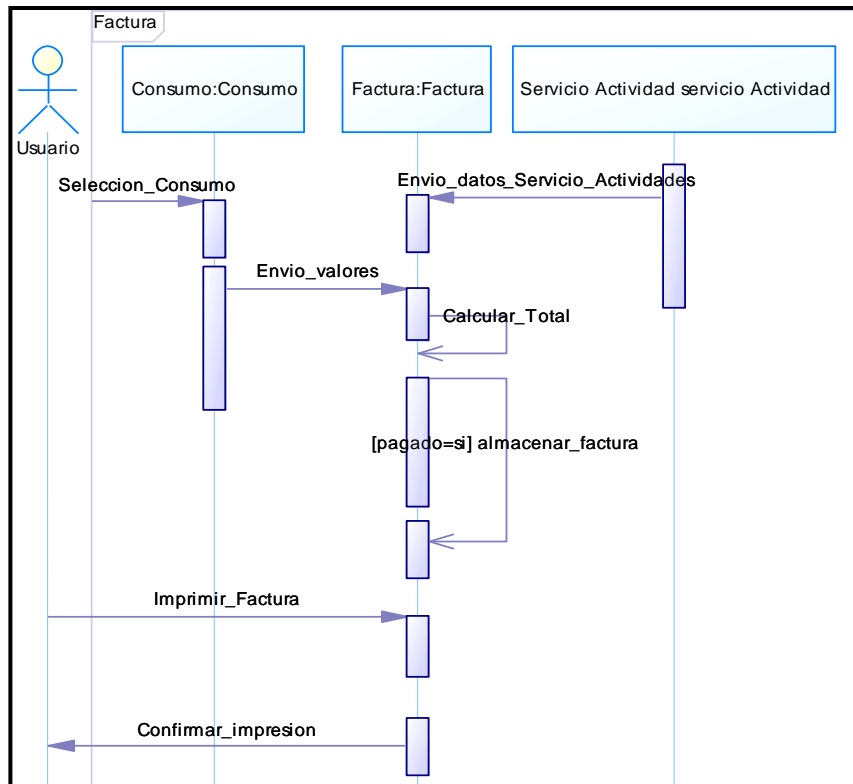 Factura
Consumo:Consumo
Factura:Factura
Servicio Actividad servicio Actividad
Usuario
Seleccion_Consumo
Envio_datos_Servicio_Actividades
Envio_valores
Calcular_Total
[pagado=si] almacenar_factura
Imprimir_Factura
Confirmar_impresion